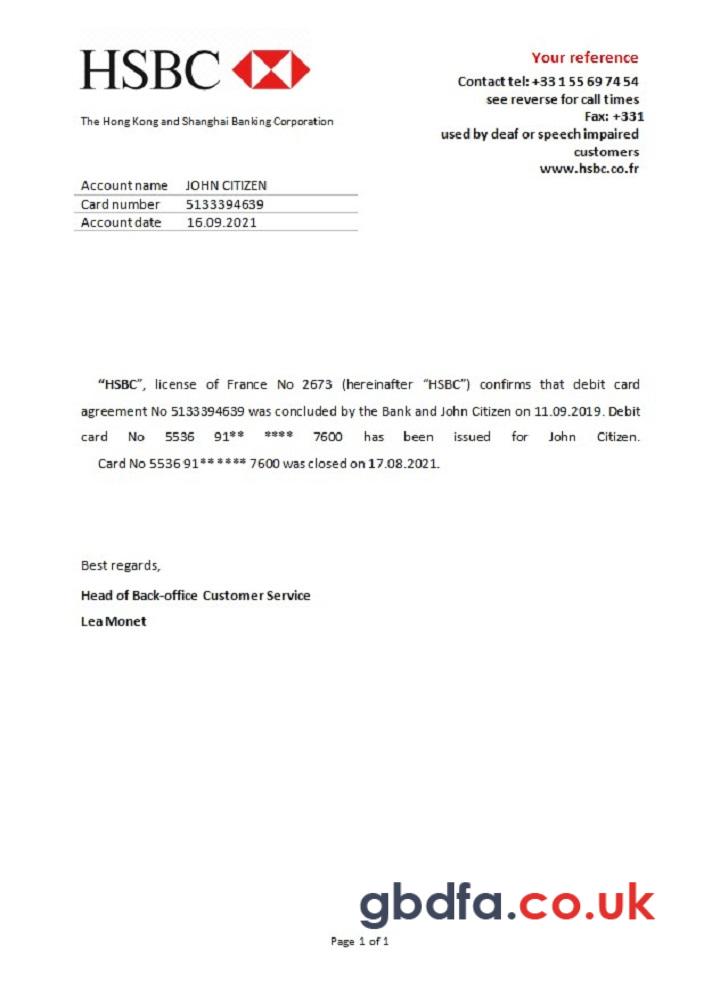 HSBC
The Hong Kong and Shanghai Banking Corporation
Your reference
Contact tel: +33 1 55 69 74 54
see reverse for call times
Fax: +331
used by deaf or speech impaired
customers
www.hsbc.co.fr
Account name JOHN CITIZEN
Card number 5133394639
Account date 16.09.2021
“HSBC”, license of France No 2673 (hereinafter “HSBC”) confirms that debit card
agreement No 5133394639 was concluded by the Bank and John Citizen on 11.09.2019. Debit
card No 5536 91** **** 7600 has been issued for John Citizen.
Card No 5536 91** **** 7600 was closed on 17.08.2021.
Best regards,
Head of Back-office Customer Service
Lea Monet
gbdfa.co.uk
Page 1 of 1